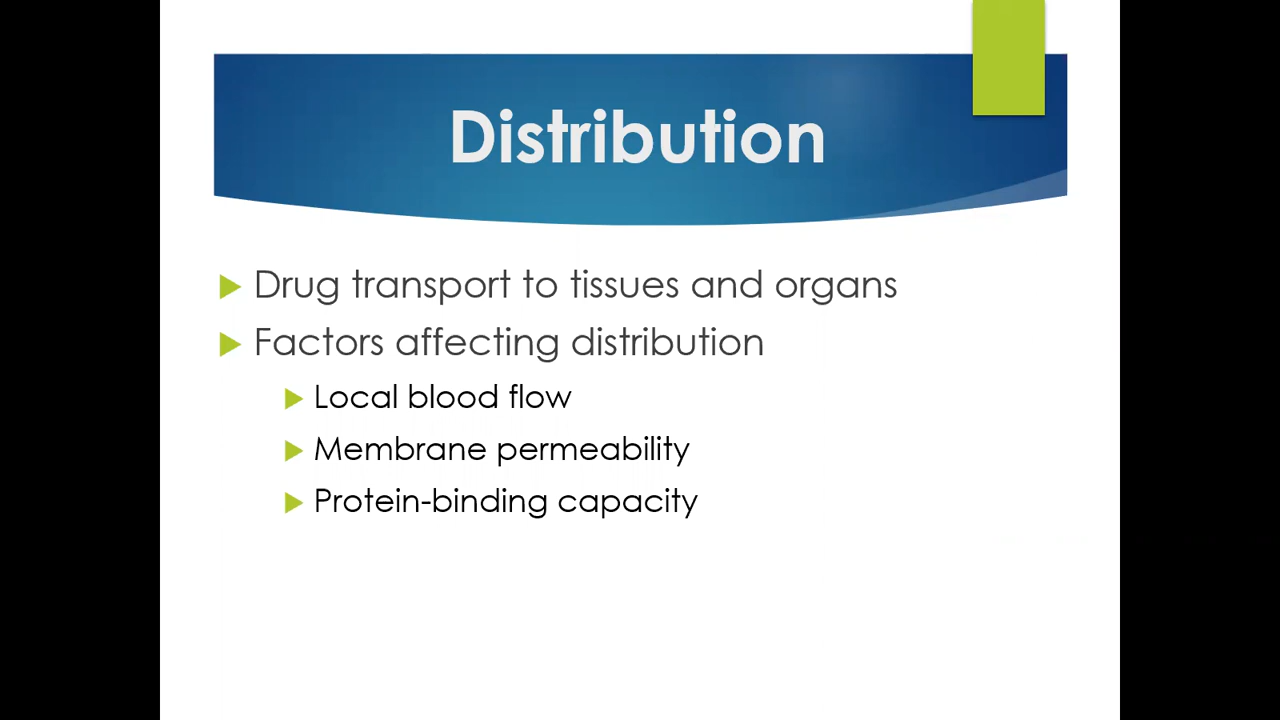 Distribution
Drug transport to tissues and organs
Factors affecting distribution
Local blood flow
Membrane permeability
Protein-binding capacity